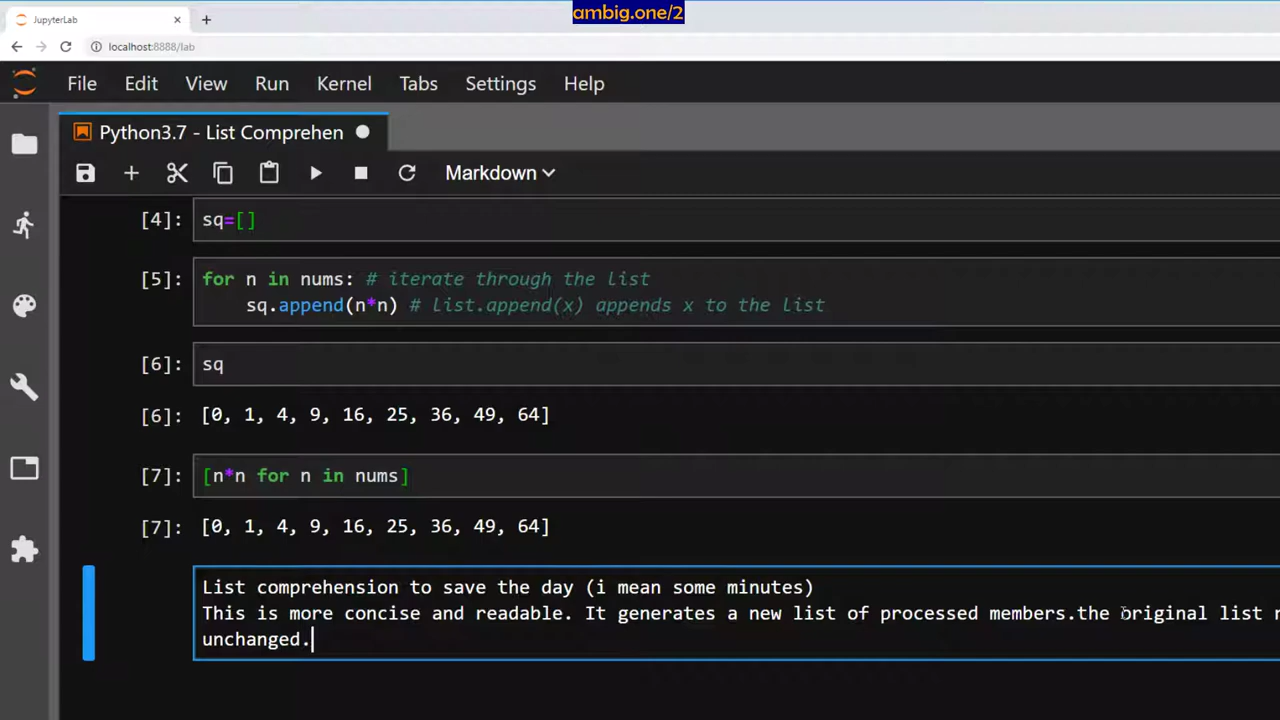 ambig.one/2
JupyterLab
localhost:8888/lab
File Edit View Run Kernel Tabs Settings Help
Python3.7 - List Comprehen
Markdown
[4]: sq=[]
[5]: for n in nums: # iterate through the list
sq.append(n*n) # list.append(x) appends x to the list
[6]: sq
[6]: [0, 1, 4, 9, 16, 25, 36, 49, 64]
[7]: [n*n for n in nums]
[7]: [0, 1, 4, 9, 16, 25, 36, 49, 64]
List comprehension to save the day (i mean some minutes)
This is more concise and readable. It generates a new list of processed members.the original list
unchanged.